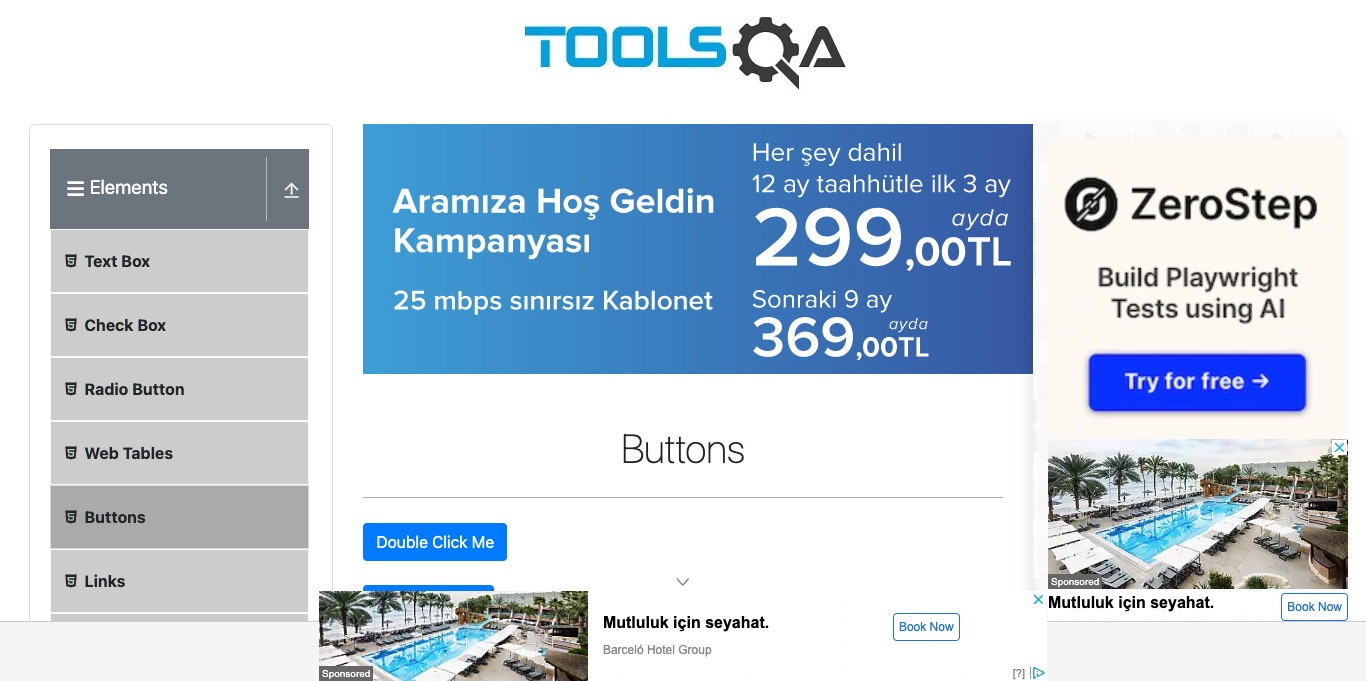 TOOLSQA
Elements
Text Box
Check Box
Radio Button
Web Tables
Buttons
Links
Aramıza Hoş Geldin
Kampanyası
25 mbps sınırsız Kablonet
Her şey dahil
12 ay taahhütle ilk 3 ay
ayda
299,00TL
Sonraki 9 ay
ayda
369,00TL
Buttons
Double Click Me
ZeroStep
Build Playwright
Tests using AI
Try for free →
Sponsored
Mutluluk için seyahat.
Book Now
Sponsored
Mutluluk için seyahat.
Barceló Hotel Group
Book Now
[?]